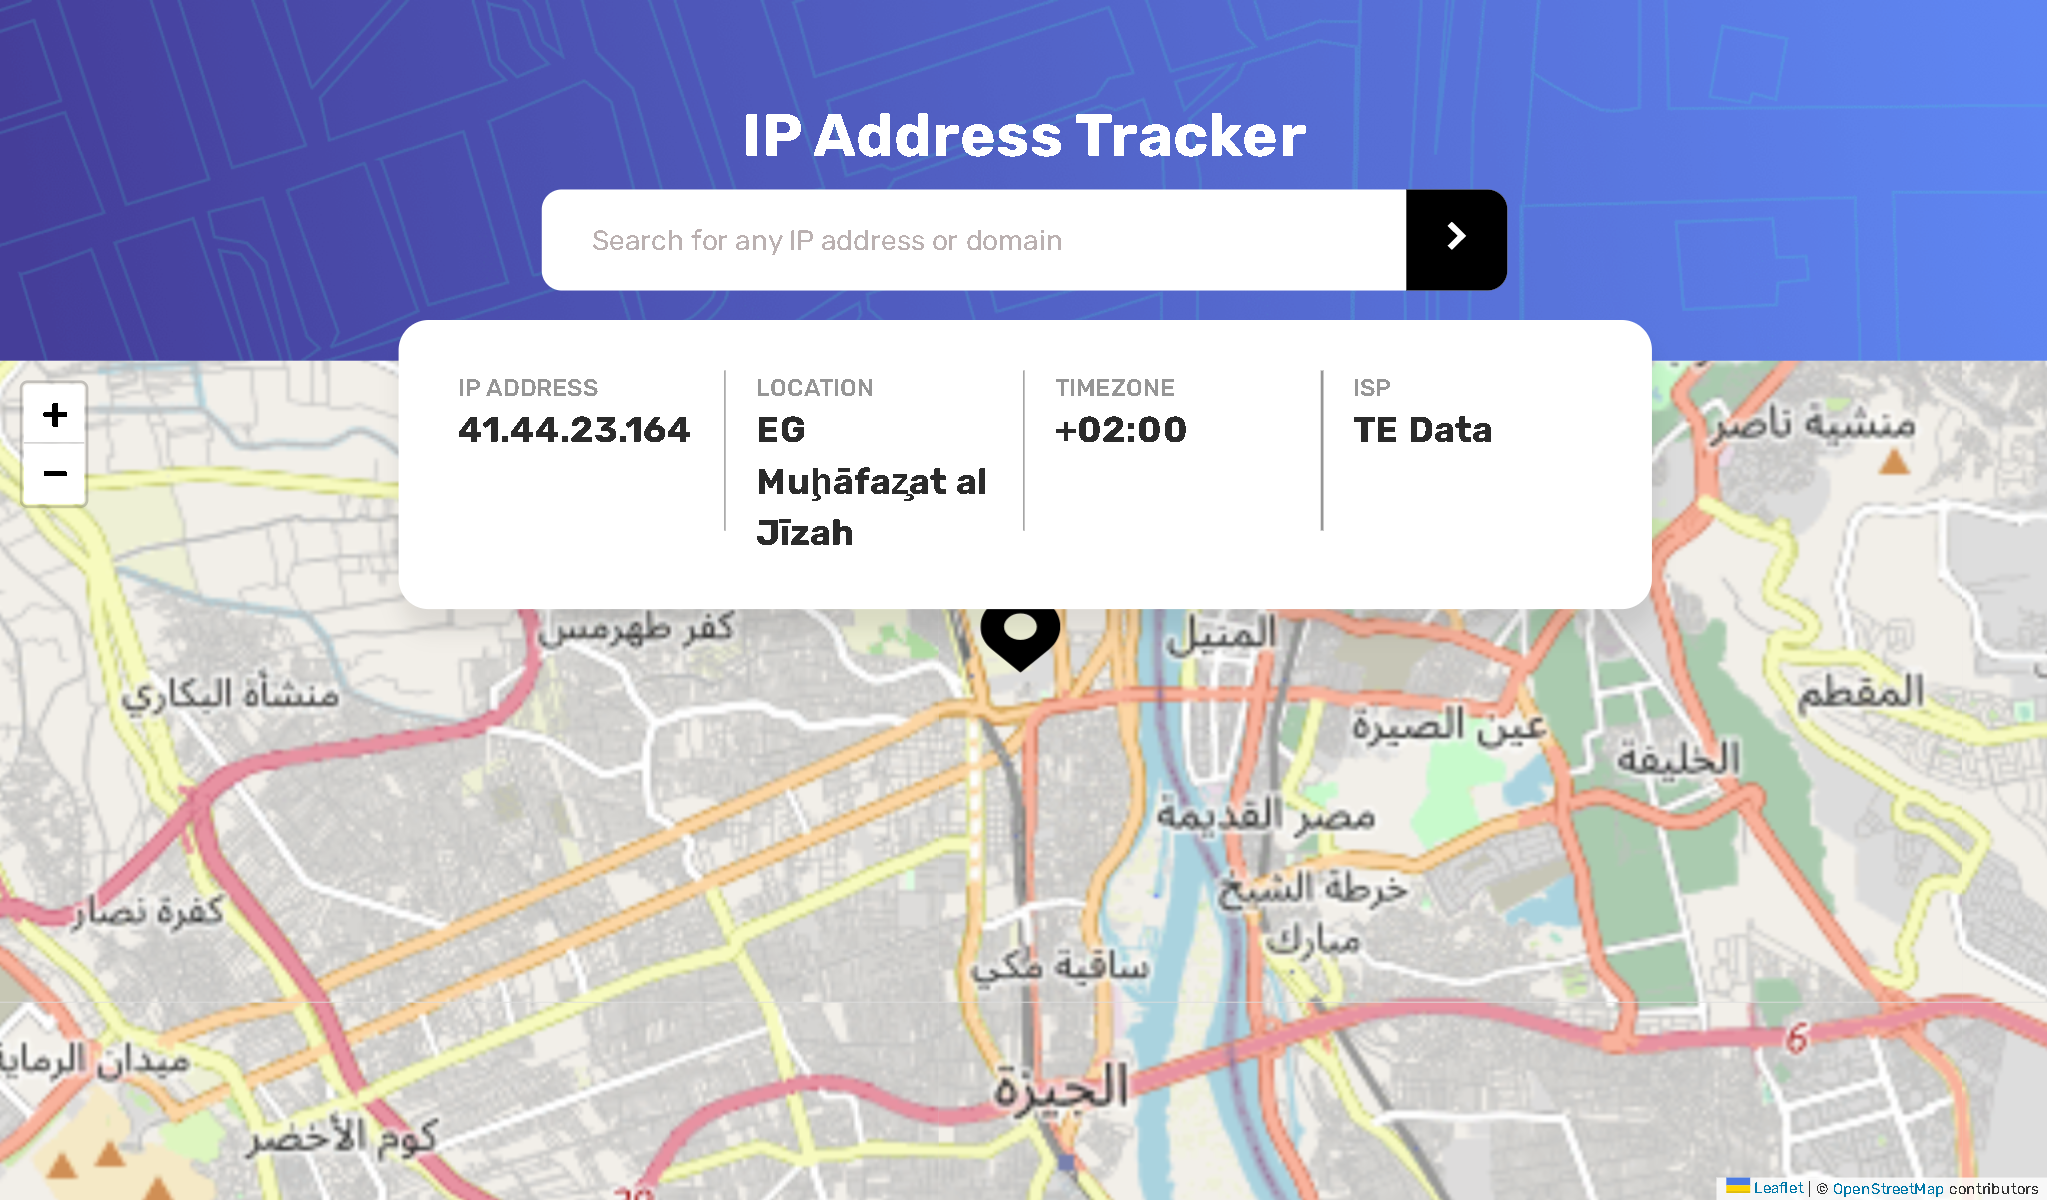 IP Address Tracker
Search for any IP address or domain
IP ADDRESS
41.44.23.164
LOCATION
EG
Muḩāfaz̧at al
Jīzah
TIMEZONE
+02:00
ISP
TE Data
+
−
منشية ناصر
كفر طهرمس
المنيل
منشأة البكاري
المقطم
عين الصيرة
الخليفة
مصر القديمة
خرطة الشيخ
مبارك
كفرة نصار
ساقية مكي
6
ميدان الرماية
الجيزة
كوم الأخضر
Leaflet | © OpenStreetMap contributors